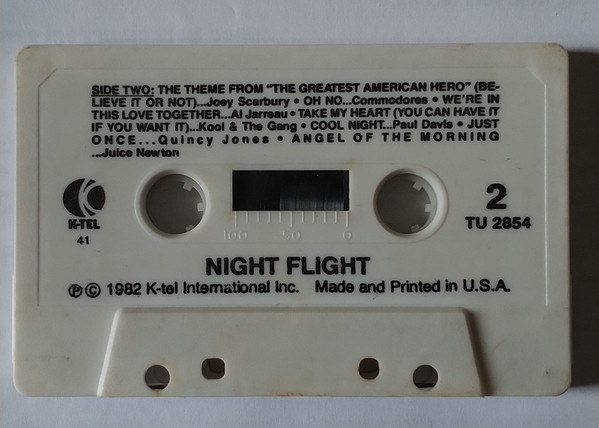 SIDE TWO: THE THEME FROM "THE GREATEST AMERICAN HERO" (BE-
LIEVE IT OR NOT)...Joey Scarbury • OH NO...Commodores • WE'RE IN
THIS LOVE TOGETHER...Al Jarreau • TAKE MY HEART (YOU CAN HAVE IT
IF YOU WANT IT)...Kool & The Gang • COOL NIGHT...Paul Davis • JUST
ONCE...Quincy Jones • ANGEL OF THE MORNING
...Juice Newton
K
K-TEL
41
2
TU 2854
100 50 0
NIGHT FLIGHT
℗ © 1982 K-tel International Inc. Made and Printed in U.S.A.